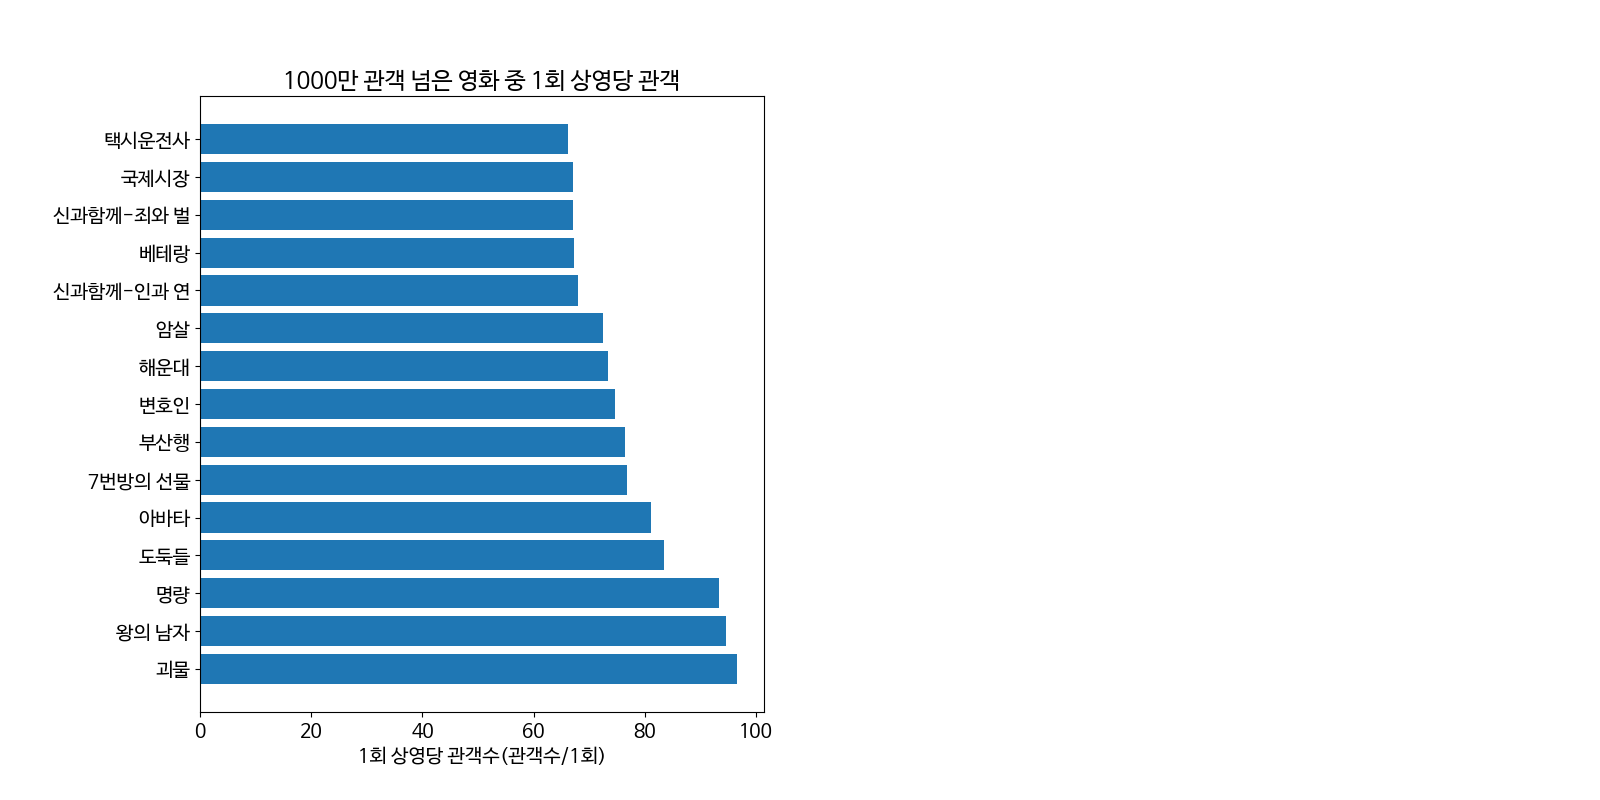 1000만 관객 넘은 영화 중 1회 상영당 관객
택시운전사
국제시장
신과함께-죄와 벌
베테랑
신과함께-인과 연
암살
해운대
변호인
부산행
7번방의 선물
아바타
도둑들
명량
왕의 남자
괴물
0 20 40 60 80 100
1회 상영당 관객수(관객수/1회)